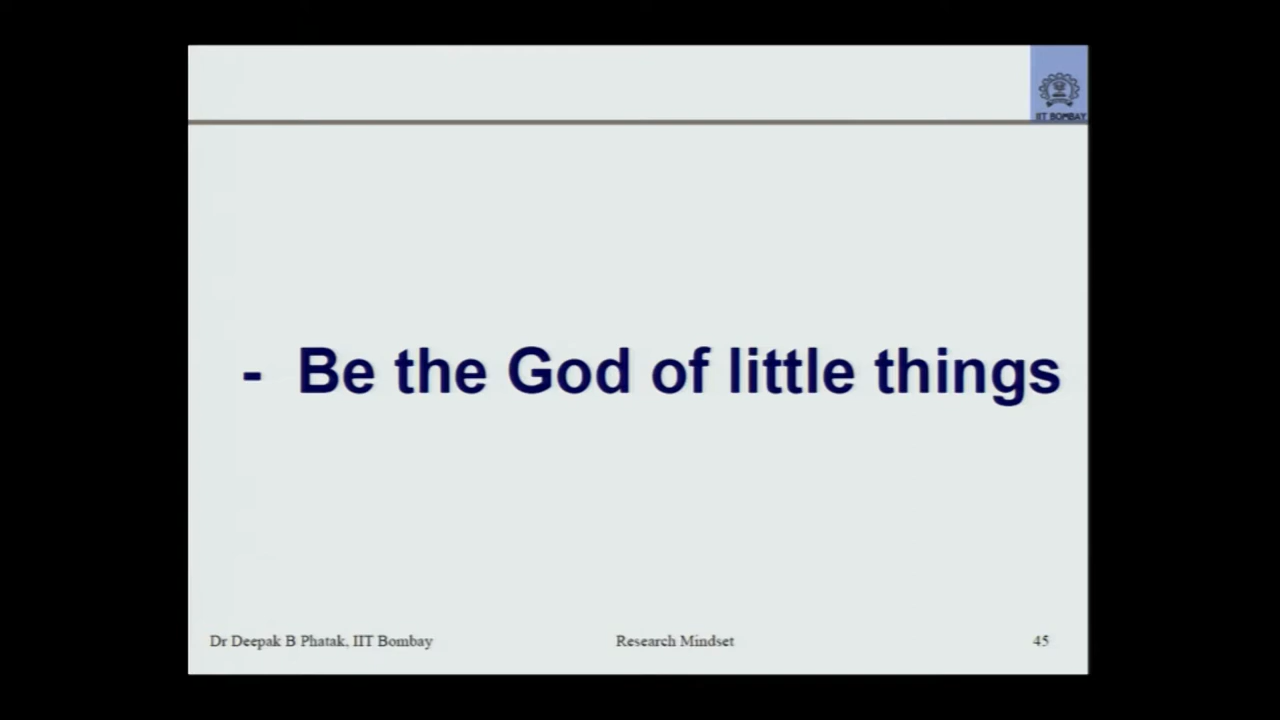 IIT BOMBAY
- Be the God of little things
Dr Deepak B Phatak, IIT Bombay Research Mindset 45